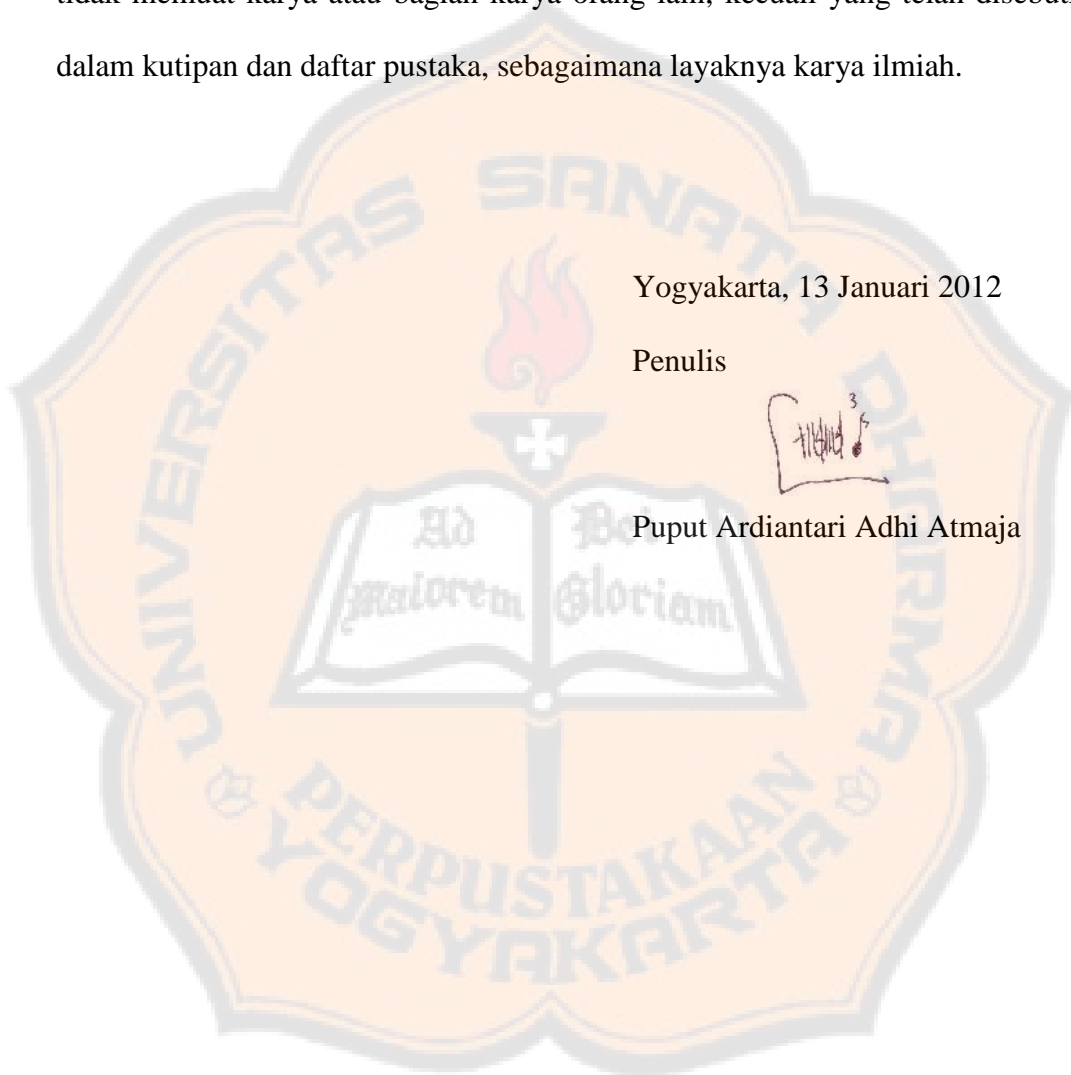 tidak memuat karya atau bagian karya orang lain, kecuali yang telah
dalam kutipan dan daftar pustaka, sebagaimana layaknya karya ilmiah.
UNIVERSITAS SANATA DHARMA
Yogyakarta, 13 Januari 2012
Penulis
Puput Ardiantari Adhi Atmaja
Ad Dei
Maiorem Gloriam
PERPUSTAKAAN
YOGYAKARTA